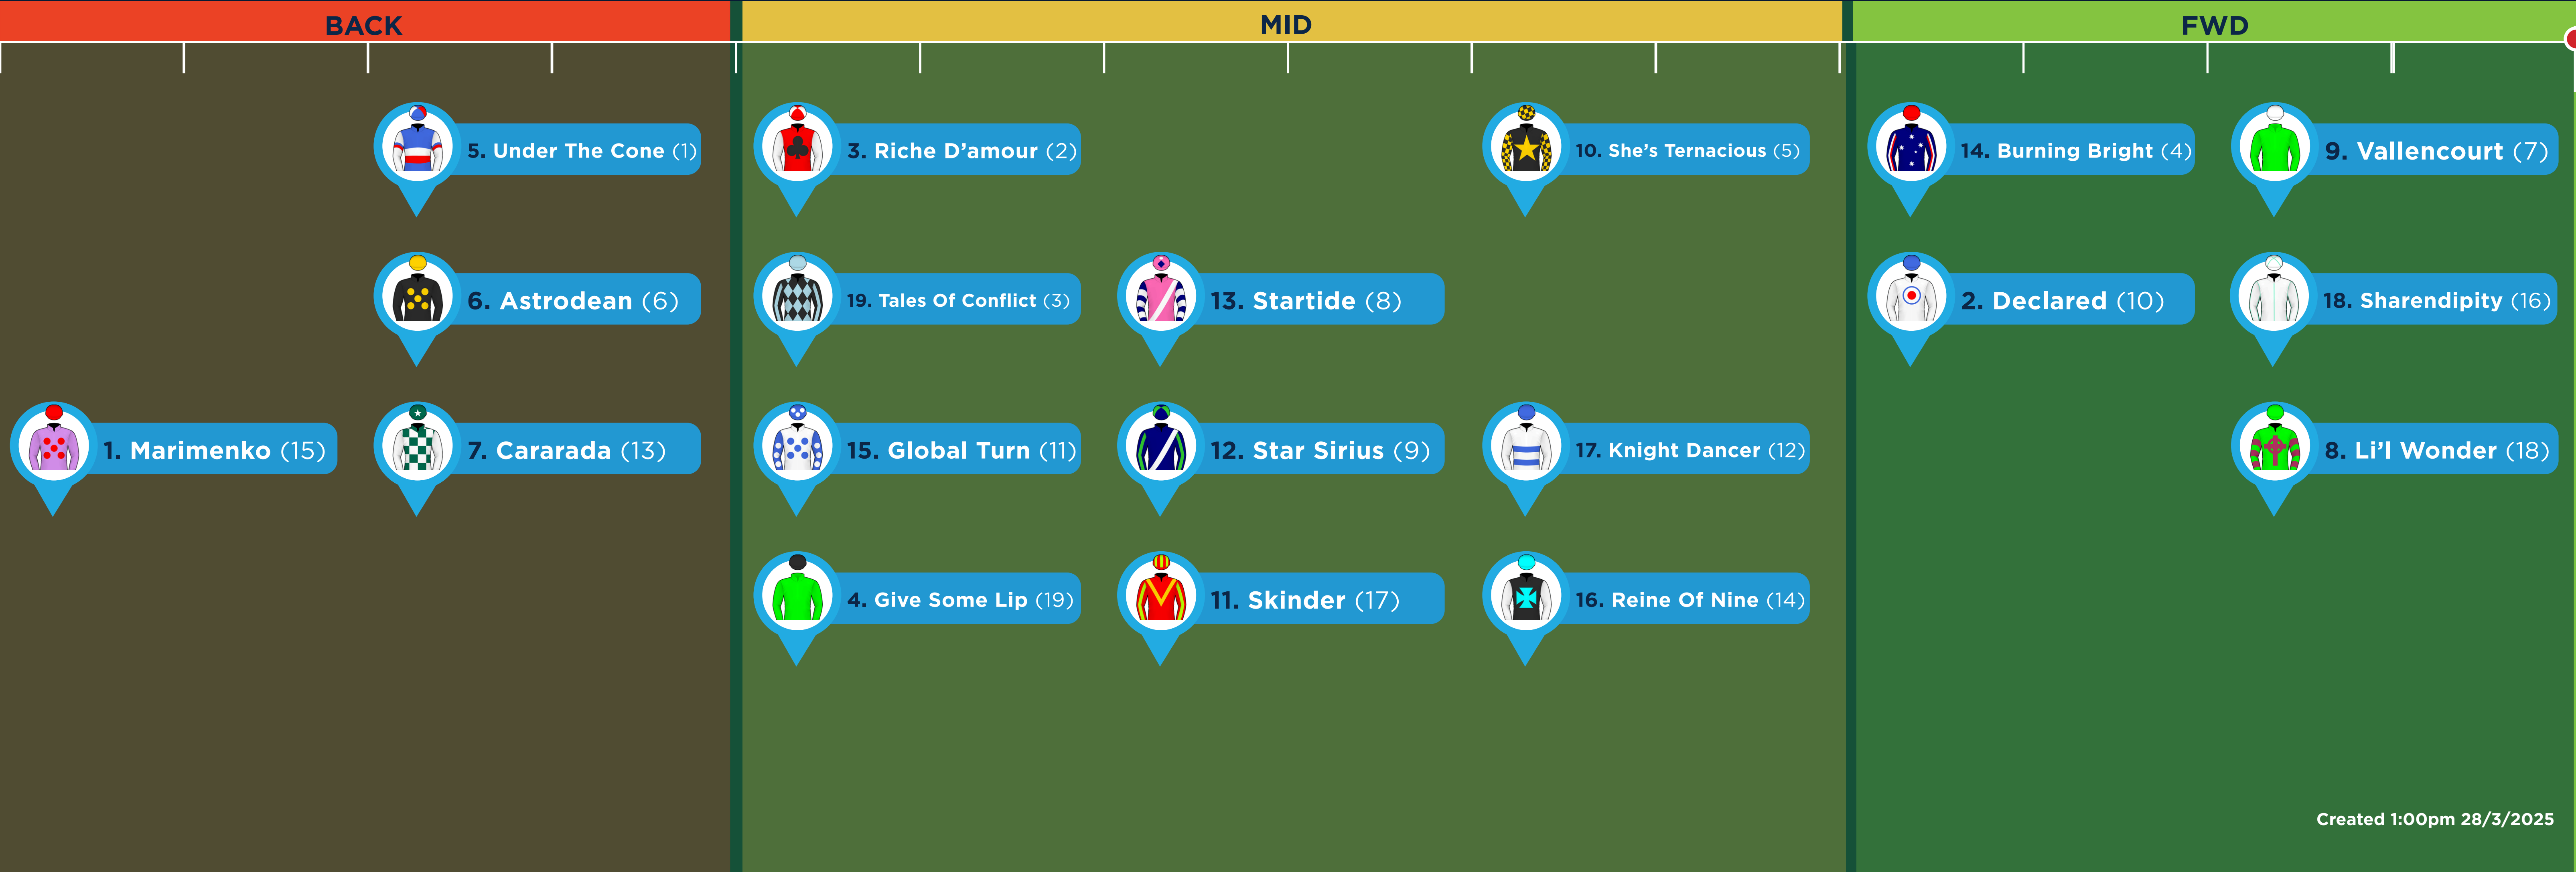 BACK
MID
FWD
5. Under The Cone (1)
3. Riche D’amour (2)
10. She’s Ternacious (5)
14. Burning Bright (4)
9. Vallencourt (7)
6. Astrodean (6)
19. Tales Of Conflict (3)
13. Startide (8)
2. Declared (10)
18. Sharendipity (16)
1. Marimenko (15)
7. Cararada (13)
15. Global Turn (11)
12. Star Sirius (9)
17. Knight Dancer (12)
8. Li’l Wonder (18)
4. Give Some Lip (19)
11. Skinder (17)
16. Reine Of Nine (14)
Created 1:00pm 28/3/2025